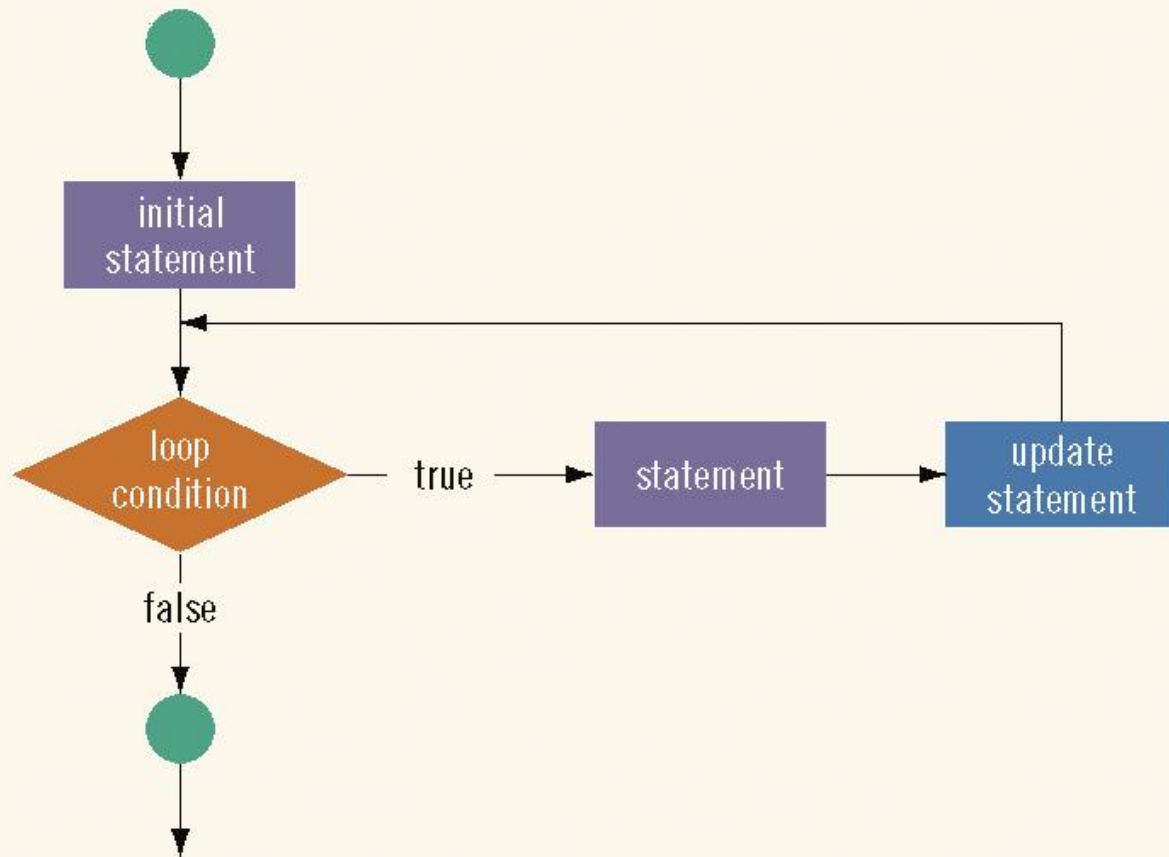 initial
statement
loop
condition
true
statement
update
statement
false